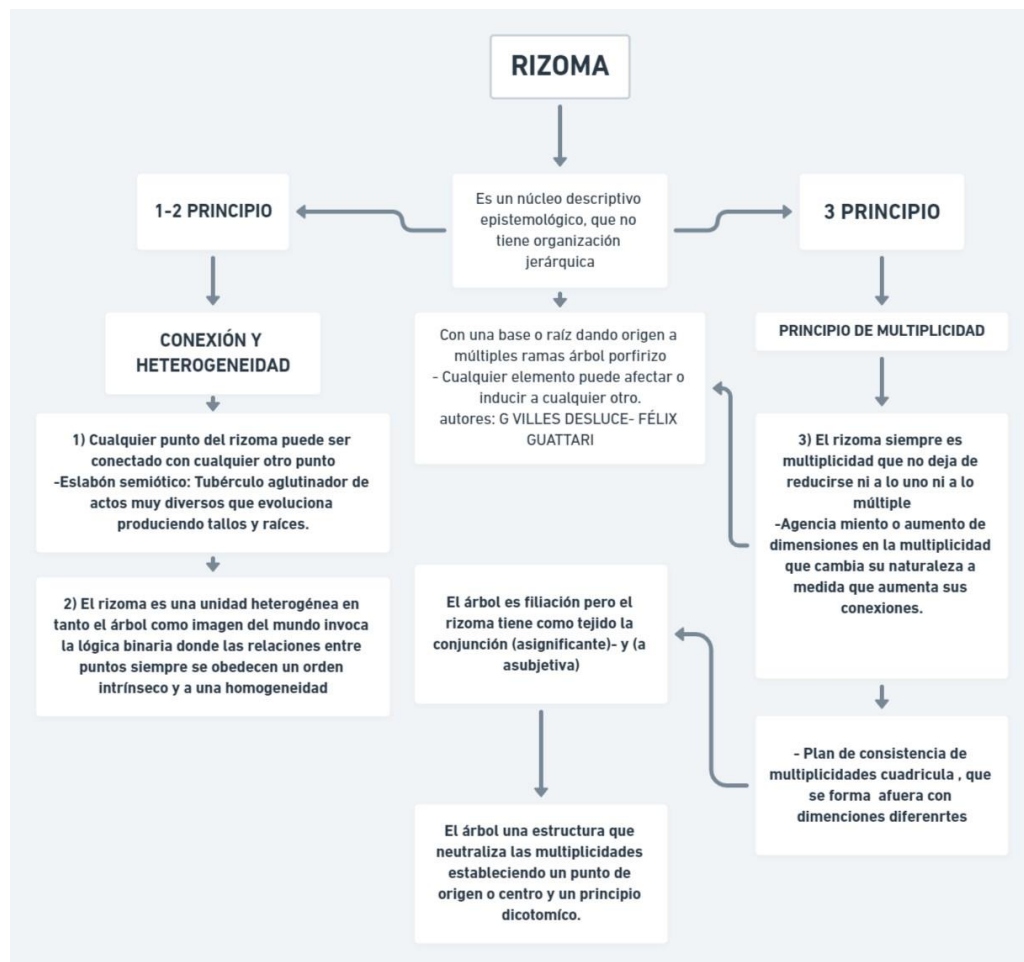 RIZOMA
Es un núcleo descriptivo
epistemológico, que no
tiene organización
jerárquica
1-2 PRINCIPIO
3 PRINCIPIO
CONEXIÓN Y
HETEROGENEIDAD
1) Cualquier punto del rizoma puede ser
conectado con cualquier otro punto
-Eslabón semiótico: Tubérculo aglutinador de
actos muy diversos que evoluciona
produciendo tallos y raíces.
2) El rizoma es una unidad heterogénea en
tanto el árbol como imagen del mundo invoca
la lógica binaria donde las relaciones entre
puntos siempre se obedecen un orden
intrínseco y a una homogeneidad
Con una base o raíz dando origen a
múltiples ramas árbol porfirizo
- Cualquier elemento puede afectar o
inducir a cualquier otro.
autores: G VILLES DESLUCE- FÉLIX
GUATTARI
El árbol es filiación pero el
rizoma tiene como tejido la
conjunción (asignificante)- y (a
asubjetiva)
El árbol una estructura que
neutraliza las multiplicidades
estableciendo un punto de
origen o centro y un principio
dicotomíco.
PRINCIPIO DE MULTIPLICIDAD
3) El rizoma siempre es
multiplicidad que no deja de
reducirse ni a lo uno ni a lo
múltiple
-Agencia miento o aumento de
dimensiones en la multiplicidad
que cambia su naturaleza a
medida que aumenta sus
conexiones.
- Plan de consistencia de
multiplicidades cuadricula , que
se forma afuera con
dimenciones diferenrtes